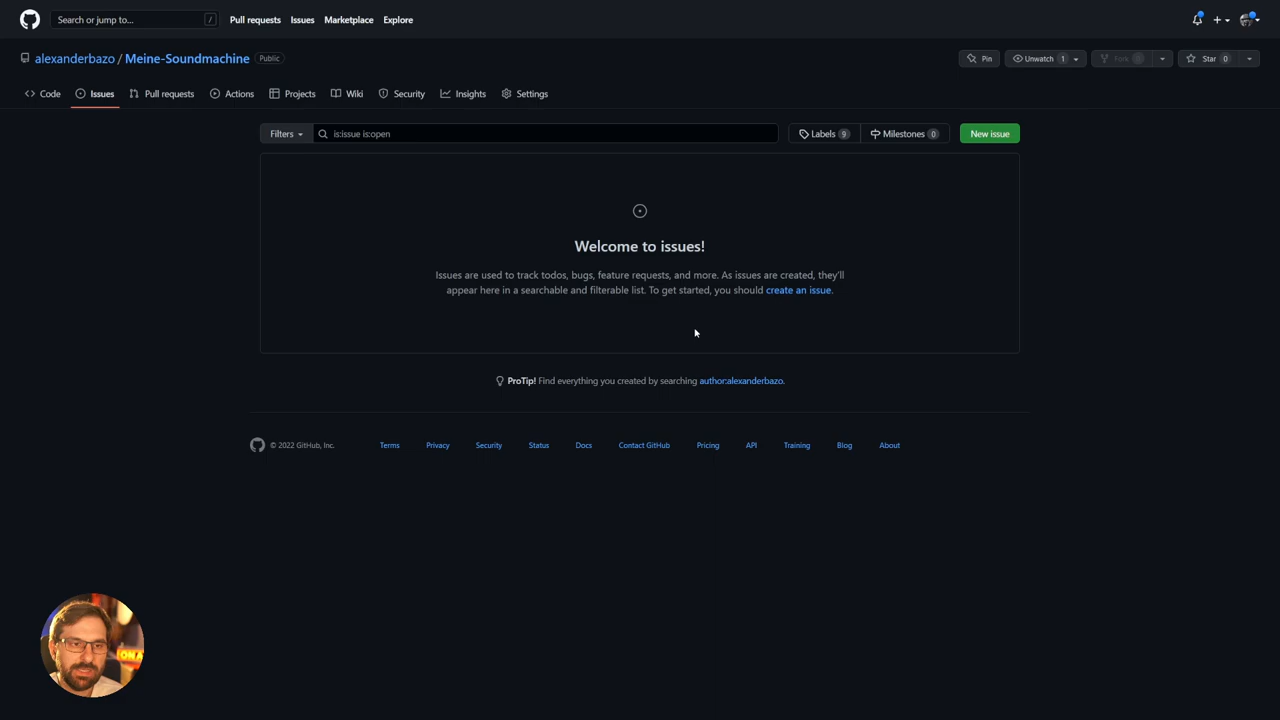 Search or jump to... /
Pull requests Issues Marketplace Explore
alexanderbazo / Meine-Soundmachine Public
Pin Unwatch 1 Fork 0 Star 0
Code Issues Pull requests Actions Projects Wiki Security Insights Settings
Filters is:issue is:open Labels 9 Milestones 0 New issue
Welcome to issues!
Issues are used to track todos, bugs, feature requests, and more. As issues are created, they'll
appear here in a searchable and filterable list. To get started, you should create an issue.
ProTip! Find everything you created by searching author:alexanderbazo.
© 2022 GitHub, Inc. Terms Privacy Security Status Docs Contact GitHub Pricing API Training Blog About